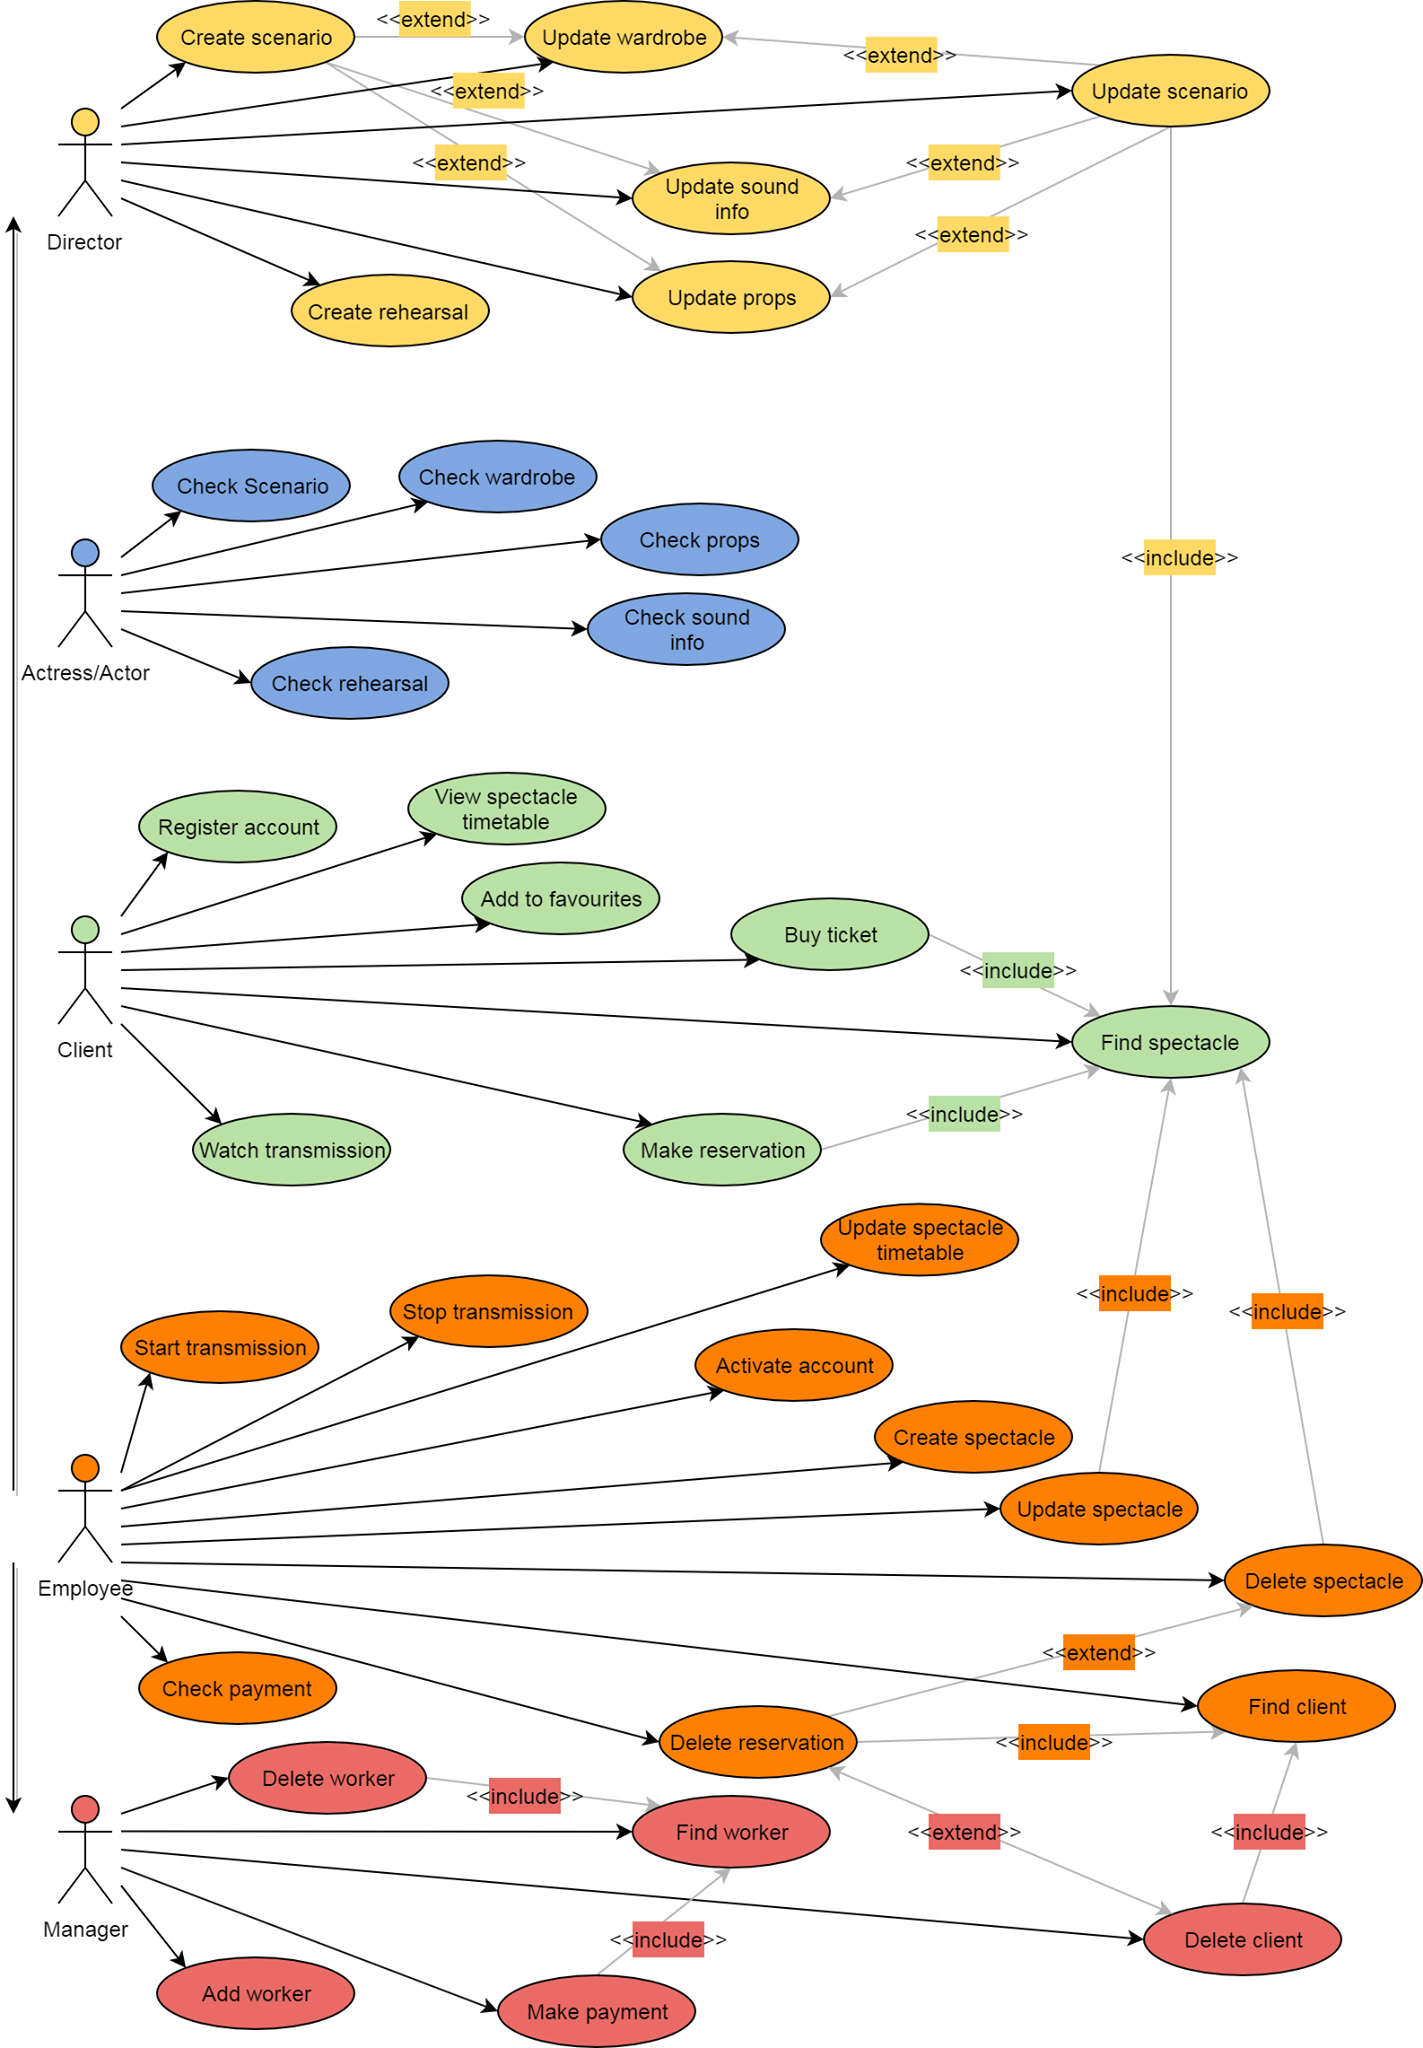 Create scenario
<<extend>>
Update wardrobe
<<extend>>
Update scenario
<<extend>>
<<extend>>
<<extend>>
Update sound
info
<<extend>>
Director
Update props
Create rehearsal
Check Scenario
Check wardrobe
Check props
<<include>>
Check sound
info
Actress/Actor
Check rehearsal
Register account
View spectacle
timetable
Add to favourites
Buy ticket
<<include>>
Client
Find spectacle
<<include>>
Watch transmission
Make reservation
Update spectacle
timetable
<<include>>
<<include>>
Start transmission
Stop transmission
Activate account
Create spectacle
Update spectacle
Employee
Delete spectacle
<<extend>>
Check payment
Find client
Delete reservation
<<include>>
Delete worker
<<include>>
Find worker
<<extend>>
<<include>>
Manager
<<include>>
Delete client
Add worker
Make payment